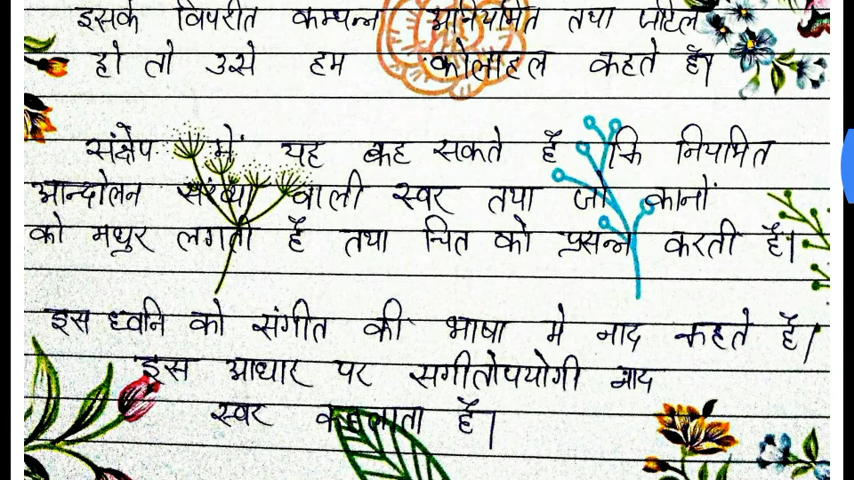 इसके विपरीत कम्पन्न अनियमित तथा जटिल
हो तो उसे हम कोलाहल कहते है।
संक्षेप में यह कह सकते है कि नियमित
आन्दोलन संख्या वाली स्वर तथा जो कानों
को मधुर लगती है तथा चित को प्रसन्न करती है।
इस ध्वनि को संगीत की भाषा मे नाद कहते है।
इस आधार पर सगीतोपयोगी नाद
स्वर कहलाता है।